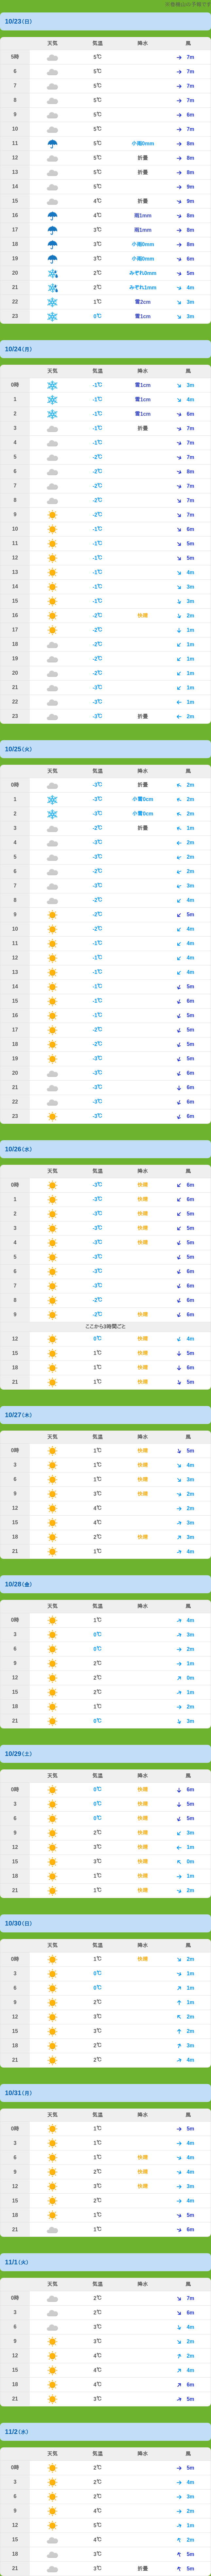 の予報です
10/23(日)
天気 気温 降水 風
5時 5℃ 7m
6 5℃ 7m
7 5℃ 7m
8 5℃ 7m
9 5℃ 6m
10 5℃ 7m
11 5℃ 小雨0mm 8m
12 5℃ 折曇 8m
13 5℃ 折曇 8m
14 5℃ 9m
15 4℃ 折曇 9m
16 4℃ 雨1mm 8m
17 3℃ 雨1mm 8m
18 3℃ 小雨0mm 8m
19 3℃ 小雨0mm 6m
20 2℃ みぞれ0mm 5m
21 2℃ みぞれ1mm 4m
22 1℃ 雪2cm 3m
23 0℃ 雪1cm 3m
10/24(月)
天気 気温 降水 風
0時 -1℃ 雪1cm 3m
1 -1℃ 雪1cm 4m
2 -1℃ 雪1cm 6m
3 -1℃ 折曇 7m
4 -1℃ 7m
5 -2℃ 7m
6 -2℃ 8m
7 -2℃ 7m
8 -2℃ 7m
9 -2℃ 7m
10 -1℃ 6m
11 -1℃ 5m
12 -1℃ 5m
13 -1℃ 4m
14 -1℃ 3m
15 -1℃ 3m
16 -2℃ 快晴 2m
17 -2℃ 1m
18 -2℃ 1m
19 -2℃ 1m
20 -2℃ 1m
21 -3℃ 1m
22 -3℃ 1m
23 -3℃ 折曇 2m
10/25(火)
天気 気温 降水 風
0時 -3℃ 折曇 2m
1 -3℃ 小雪0cm 2m
2 -3℃ 小雪0cm 2m
3 -2℃ 折曇 1m
4 -3℃ 2m
5 -3℃ 2m
6 -2℃ 2m
7 -3℃ 3m
8 -2℃ 4m
9 -2℃ 5m
10 -2℃ 4m
11 -1℃ 4m
12 -1℃ 4m
13 -1℃ 4m
14 -1℃ 5m
15 -1℃ 6m
16 -1℃ 5m
17 -2℃ 5m
18 -2℃ 5m
19 -3℃ 5m
20 -3℃ 6m
21 -3℃ 6m
22 -3℃ 6m
23 -3℃ 6m
10/26(水)
天気 気温 降水 風
0時 -3℃ 快晴 6m
1 -3℃ 快晴 6m
2 -3℃ 快晴 5m
3 -3℃ 快晴 5m
4 -3℃ 快晴 5m
5 -3℃ 5m
6 -3℃ 6m
7 -3℃ 6m
8 -2℃ 6m
9 -2℃ 快晴 6m
ここから3時間ごと
12 0℃ 快晴 4m
15 1℃ 快晴 5m
18 1℃ 快晴 6m
21 1℃ 快晴 5m
10/27(木)
天気 気温 降水 風
0時 1℃ 快晴 5m
3 1℃ 快晴 4m
6 1℃ 快晴 3m
9 3℃ 快晴 2m
12 4℃ 2m
15 4℃ 3m
18 2℃ 快晴 3m
21 1℃ 4m
10/28(金)
天気 気温 降水 風
0時 1℃ 4m
3 0℃ 3m
6 0℃ 2m
9 2℃ 1m
12 2℃ 0m
15 2℃ 1m
18 1℃ 2m
21 0℃ 3m
10/29(土)
天気 気温 降水 風
0時 0℃ 快晴 6m
3 0℃ 快晴 5m
6 0℃ 快晴 5m
9 2℃ 快晴 3m
12 3℃ 快晴 1m
15 3℃ 快晴 0m
18 1℃ 快晴 1m
21 1℃ 快晴 2m
10/30(日)
天気 気温 降水 風
0時 1℃ 快晴 2m
3 0℃ 1m
6 0℃ 1m
9 2℃ 1m
12 3℃ 2m
15 3℃ 2m
18 2℃ 3m
21 2℃ 4m
10/31(月)
天気 気温 降水 風
0時 1℃ 5m
3 1℃ 4m
6 1℃ 快晴 4m
9 2℃ 快晴 4m
12 3℃ 快晴 3m
15 2℃ 4m
18 1℃ 5m
21 1℃ 6m
11/1(火)
天気 気温 降水 風
0時 2℃ 7m
3 2℃ 6m
6 3℃ 4m
9 3℃ 2m
12 4℃ 2m
15 4℃ 4m
18 4℃ 6m
21 3℃ 5m
11/2(水)
天気 気温 降水 風
0時 2℃ 5m
3 2℃ 4m
6 2℃ 3m
9 4℃ 2m
12 5℃ 1m
15 4℃ 2m
18 3℃ 5m
21 3℃ 折曇 5m